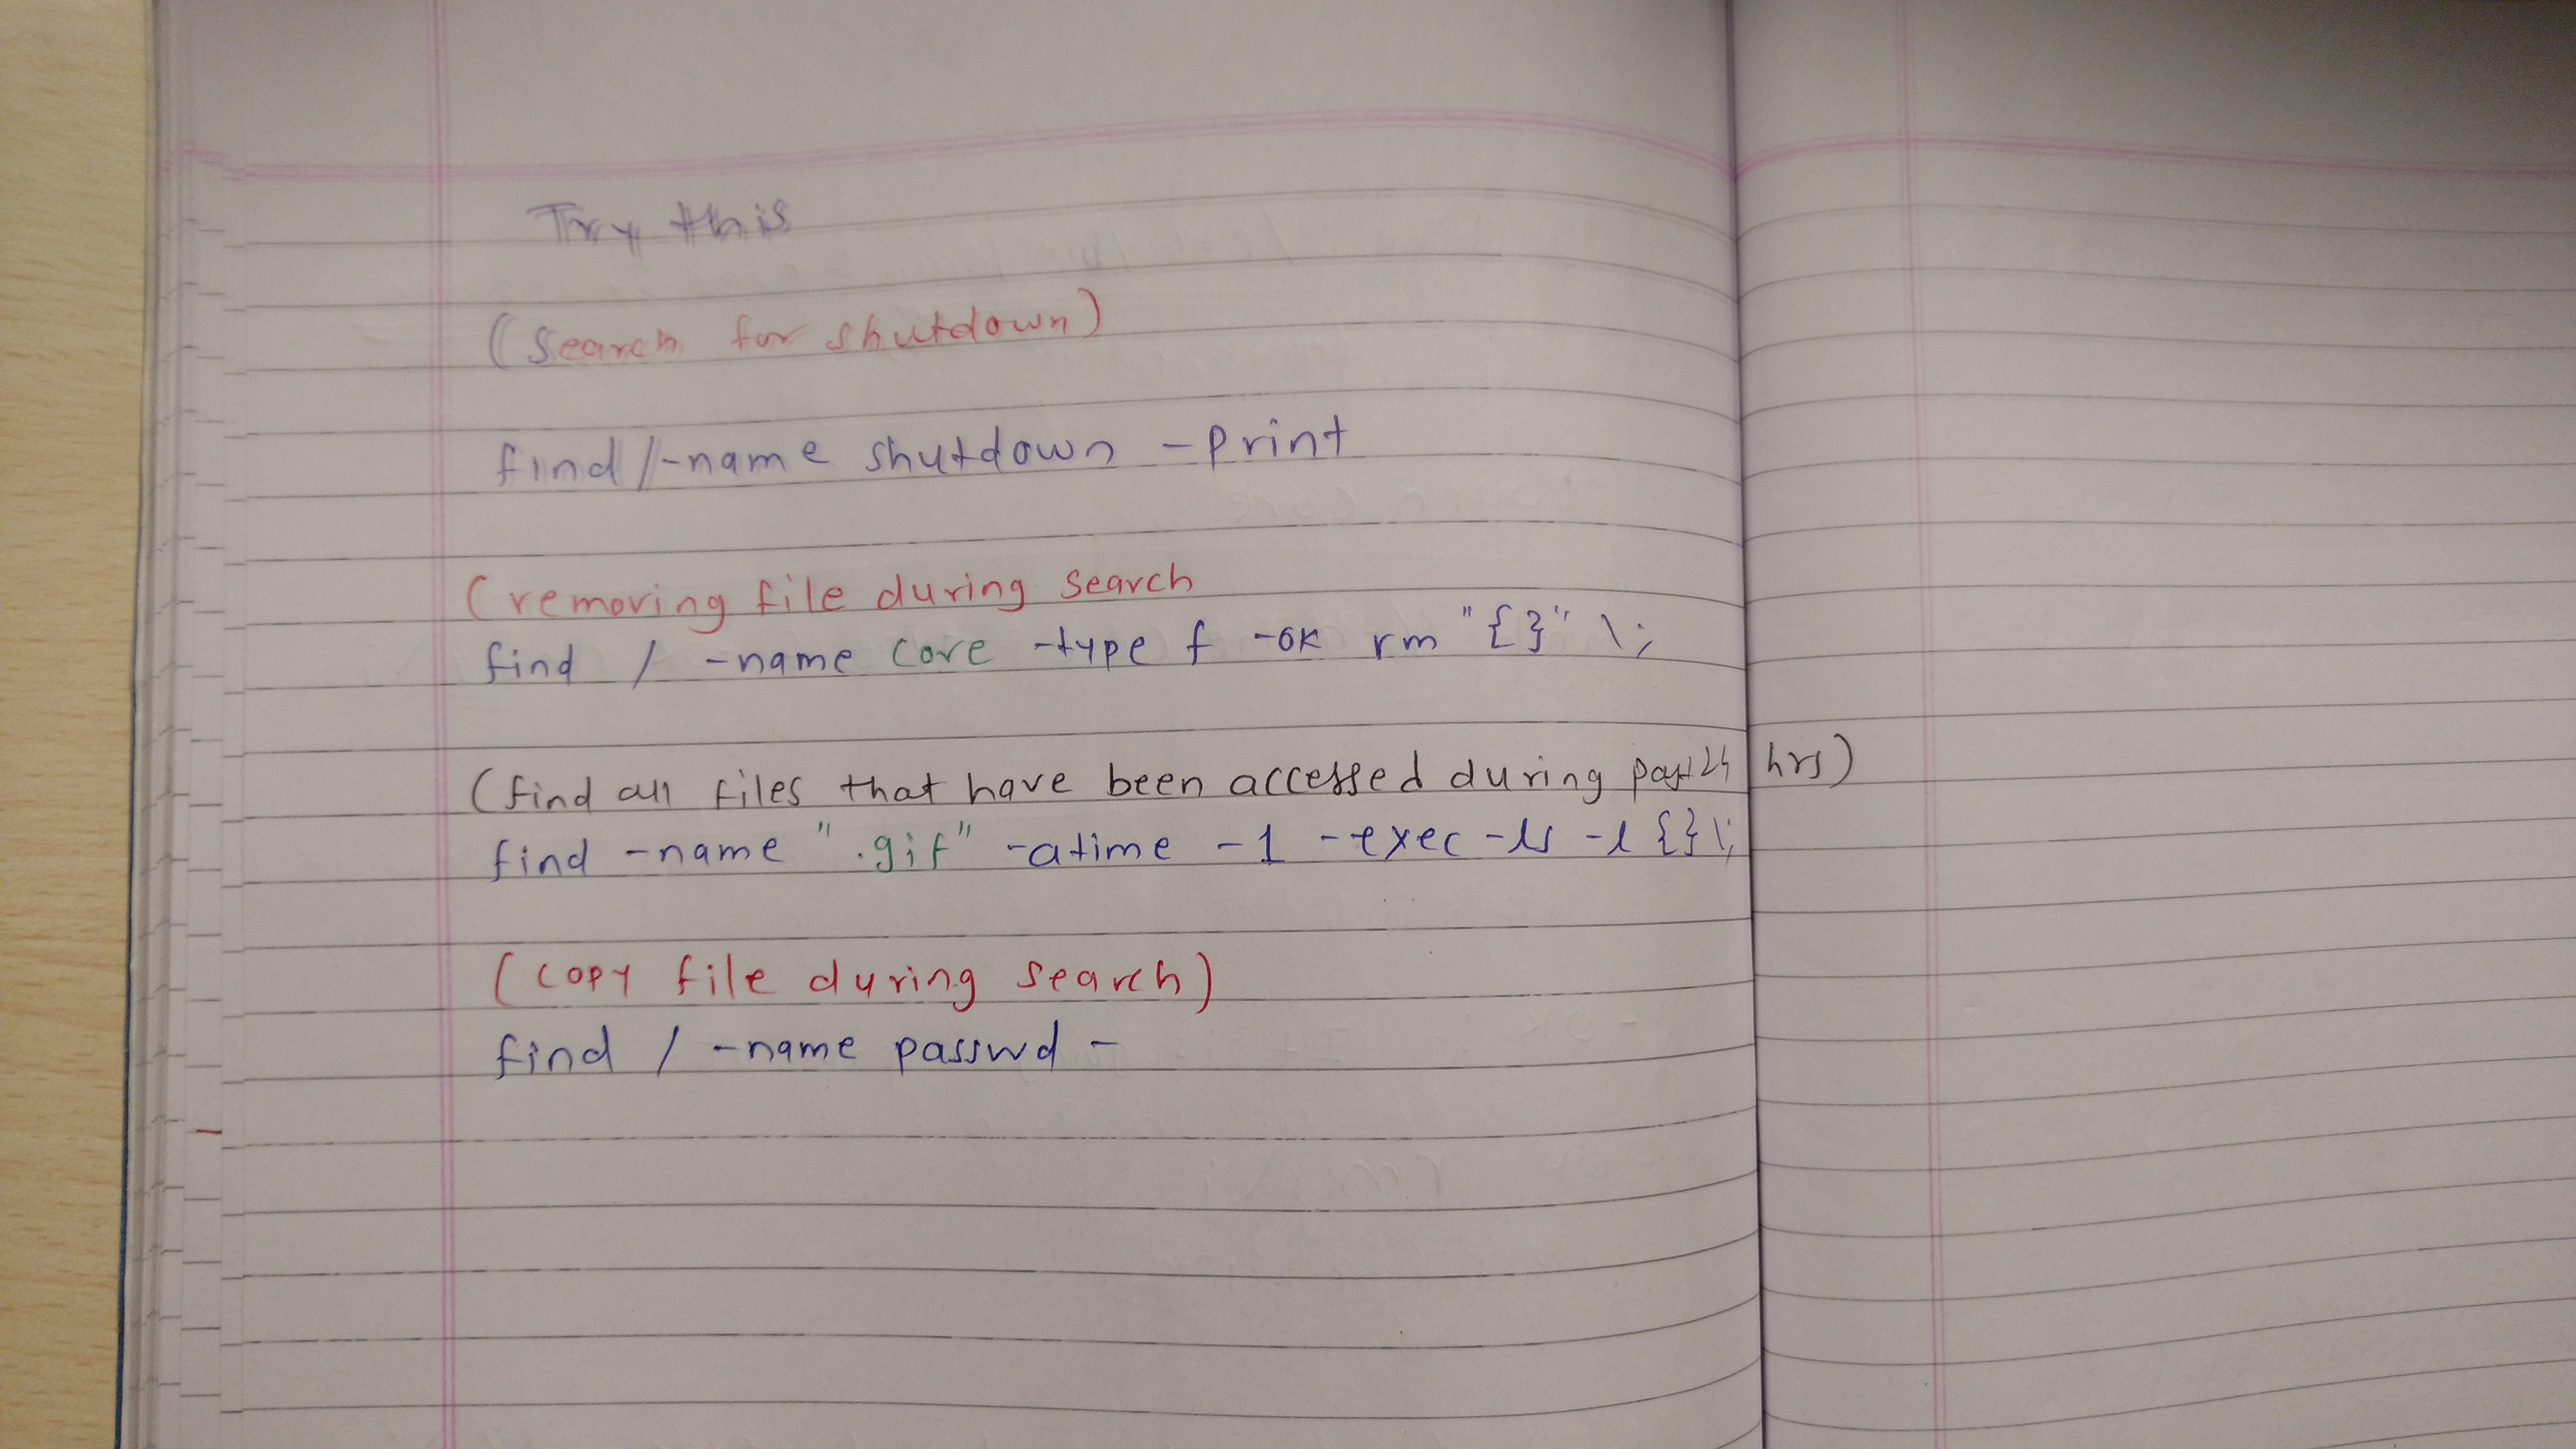 Try this
(Search for shutdown)
find /-name shutdown -print
(removing file during search
find / -name core -type f -ok rm "{}" \;
(find all files that have been accessed during past 24 hrs)
find -name ".gif" -atime -1 -exec -ls -l {} \;
(copy file during search)
find / -name passwd -